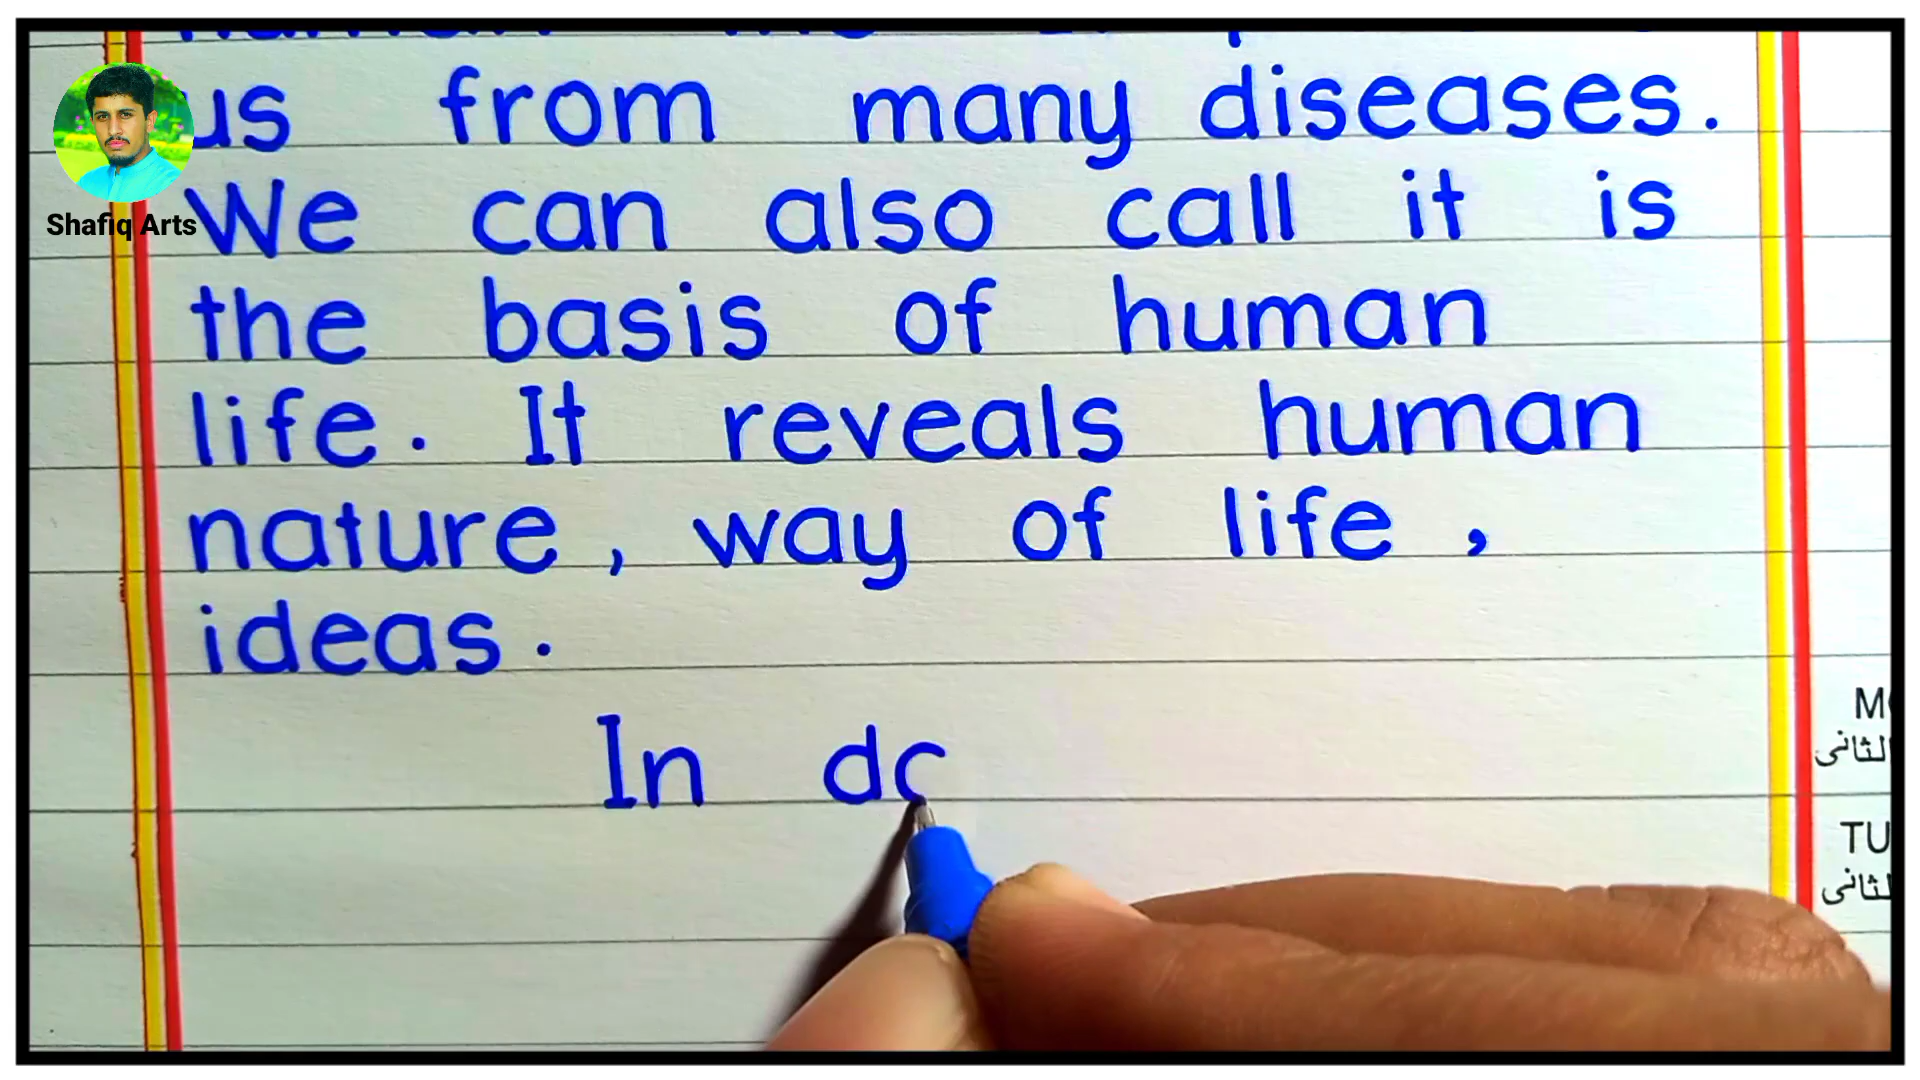 us from many diseases.
Shafiq Arts
We can also call it is
the basis of human
life. It reveals human
nature, way of life,
ideas.
In